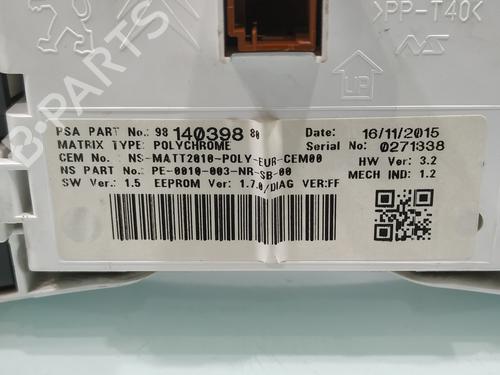 >PP-T40<
NS
UP
PSA PART No.: 98 140398 80 Date: 16/11/2015
MATRIX TYPE: POLYCHROME Serial No: 0271338
CEM No. NS-MATT2010-POLY-EUR-CEM00 HW Ver: 3.2
NS PART No.: PE-0010-003-NR-SB-00 MECH IND: 1.2
SW Ver.: 1.5 EEPROM Ver: 1.7.0/DIAG VER:FF